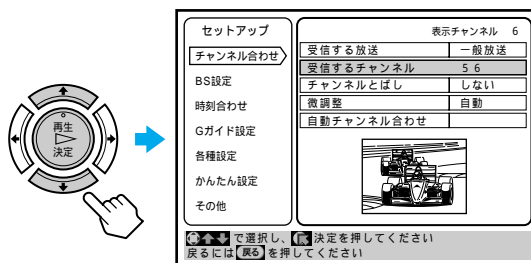 再生
決定
セットアップ
チャンネル合わせ
BS設定
時刻合わせ
Gガイド設定
各種設定
かんたん設定
その他
表示チャンネル 6
受信する放送 一般放送
受信するチャンネル 56
チャンネルとばし しない
微調整 自動
自動チャンネル合わせ
で選択し、 決定を押してください
戻るには 戻る を押してください